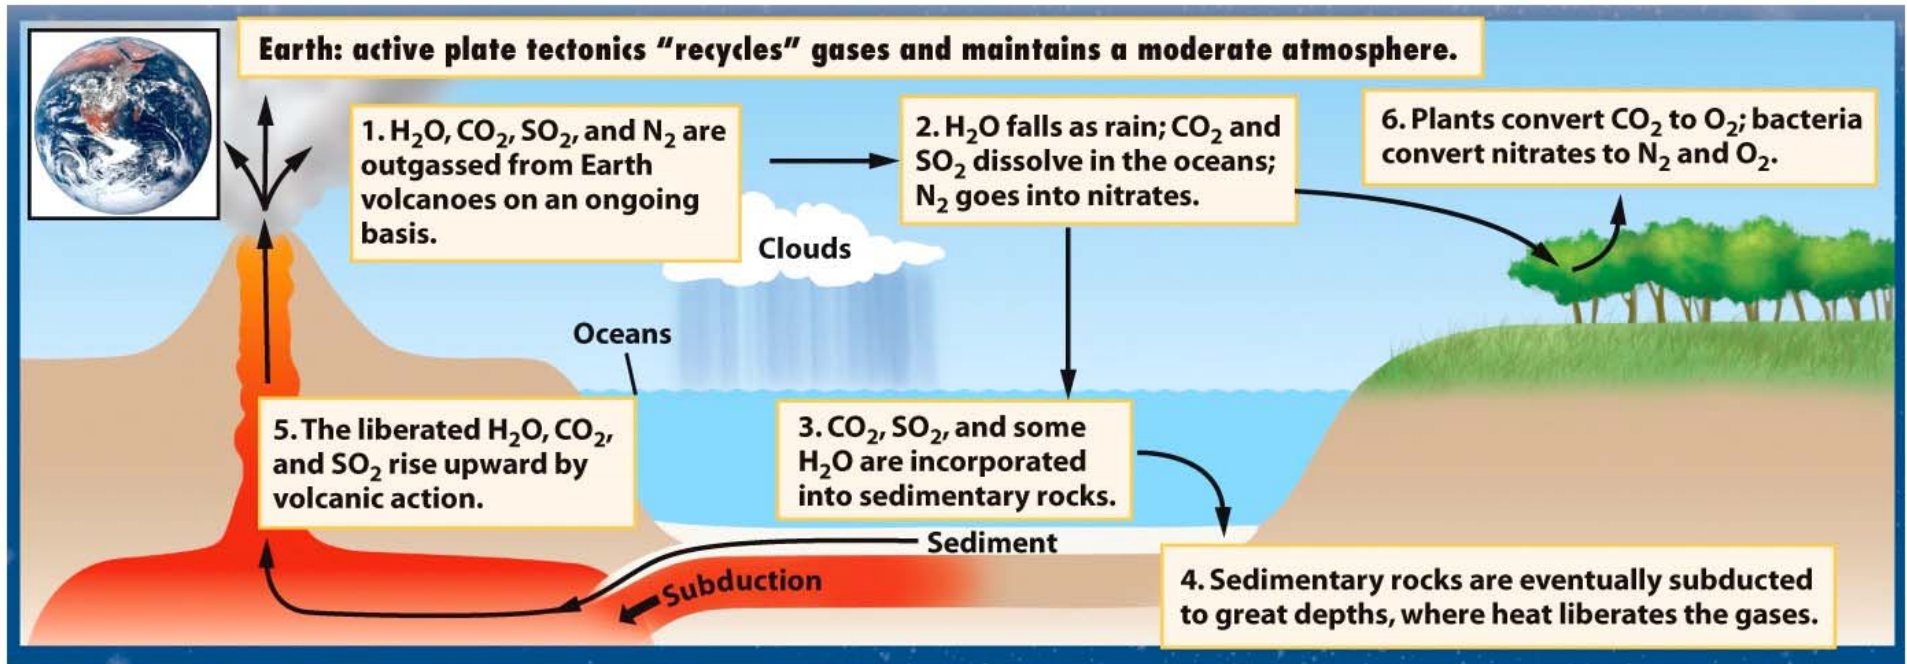 Earth: active plate tectonics “recycles” gases and maintains a moderate atmosphere.
1. H₂O, CO₂, SO₂, and N₂ are
outgassed from Earth
volcanoes on an ongoing
basis.
2. H₂O falls as rain; CO₂ and
SO₂ dissolve in the oceans;
N₂ goes into nitrates.
6. Plants convert CO₂ to O₂; bacteria
convert nitrates to N₂ and O₂.
Clouds
Oceans
5. The liberated H₂O, CO₂,
and SO₂ rise upward by
volcanic action.
3. CO₂, SO₂, and some
H₂O are incorporated
into sedimentary rocks.
Sediment
Subduction
4. Sedimentary rocks are eventually subducted
to great depths, where heat liberates the gases.